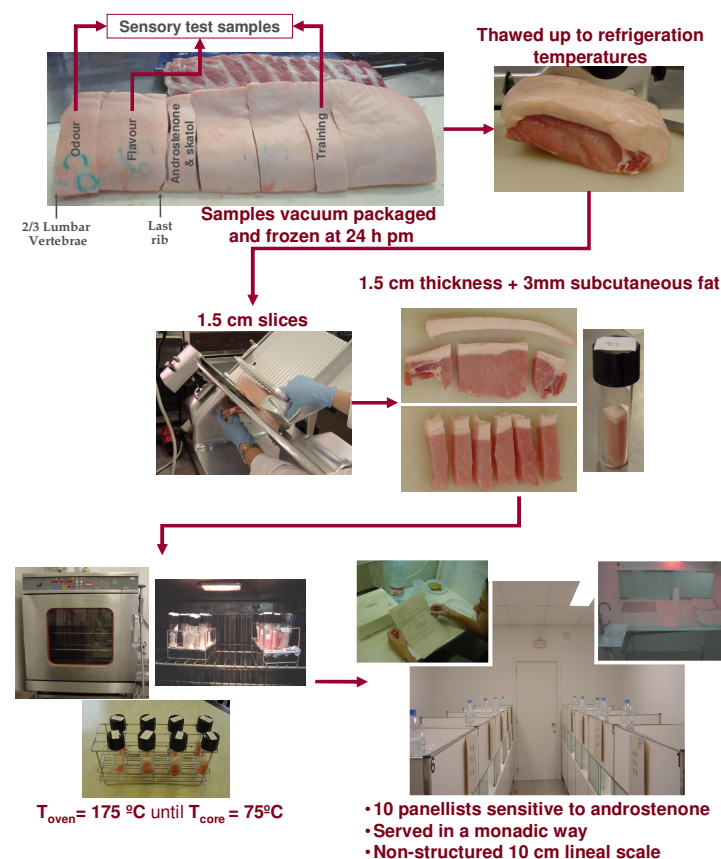 Sensory test samples
Thawed up to refrigeration
temperatures
Odour
Flavour
Androstenone
& skatol
Training
2/3 Lumbar
Vertebrae
Last
rib
Samples vacuum packaged
and frozen at 24 h pm
1.5 cm thickness + 3mm subcutaneous fat
1.5 cm slices
T oven= 175 ºC until T core = 75ºC
• 10 panellists sensitive to androstenone
• Served in a monadic way
• Non-structured 10 cm lineal scale